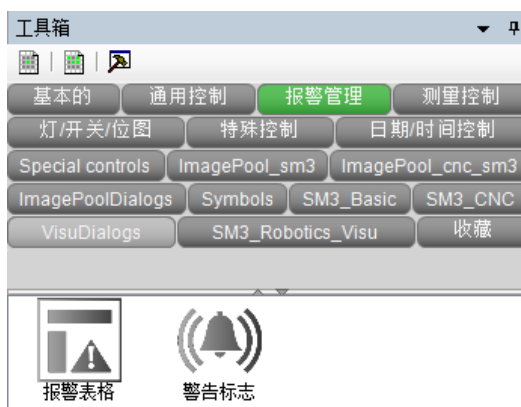 工具箱
基本的 通用控制 报警管理 测量控制
灯/开关/位图 特殊控制 日期/时间控制
Special controls ImagePool_sm3 ImagePool_cnc_sm3
ImagePoolDialogs Symbols SM3_Basic SM3_CNC
VisuDialogs SM3_Robotics_Visu 收藏
报警表格 警告标志